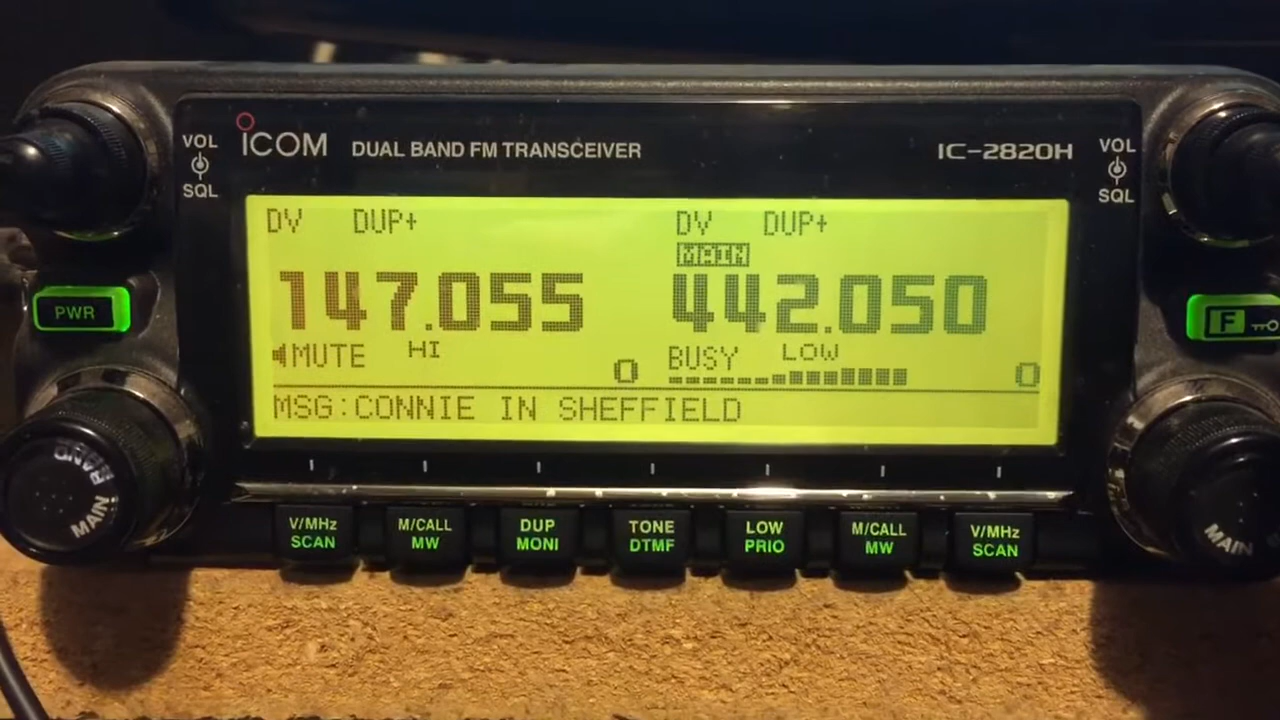 VOL
SQL
ICOM DUAL BAND FM TRANSCEIVER IC-2820H
VOL
SQL
DV DUP+ DV DUP+
MAIN
147.055 442.050
MUTE HI 0 BUSY LOW 0
MSG:CONNIE IN SHEFFIELD
PWR
F
BAND
MAIN
MAIN
V/MHz M/CALL DUP TONE LOW M/CALL V/MHz
SCAN MW MONI DTMF PRIO MW SCAN